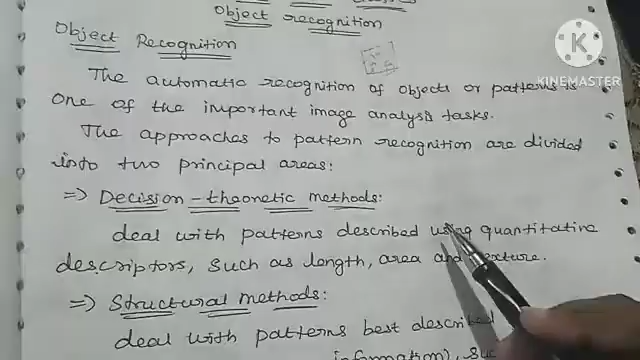 Object recognition
Object Recognition
KINEMASTER
The automatic recognition of objects or patterns is
One of the important image analysis tasks.
The approaches to pattern recognition are divided
into two principal areas:
=> Decision-theoretic methods:
deal with patterns described using quantitative
descriptors, such as length, area and texture.
=> Structural methods:
deal with patterns best described
information), suc